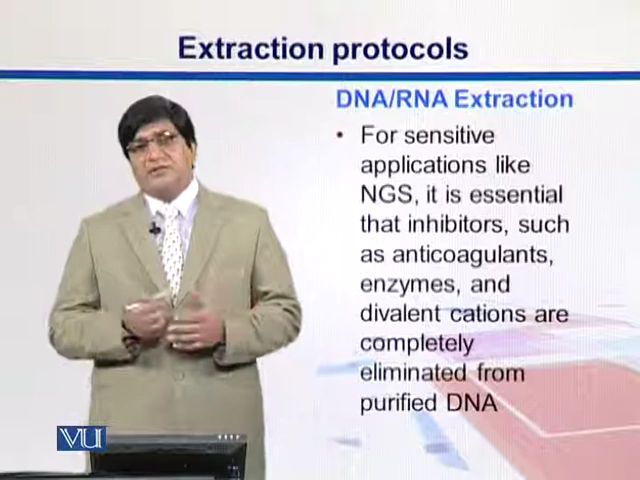 Extraction protocols
DNA/RNA Extraction
• For sensitive
applications like
NGS, it is essential
that inhibitors, such
as anticoagulants,
enzymes, and
divalent cations are
completely
eliminated from
purified DNA
VU